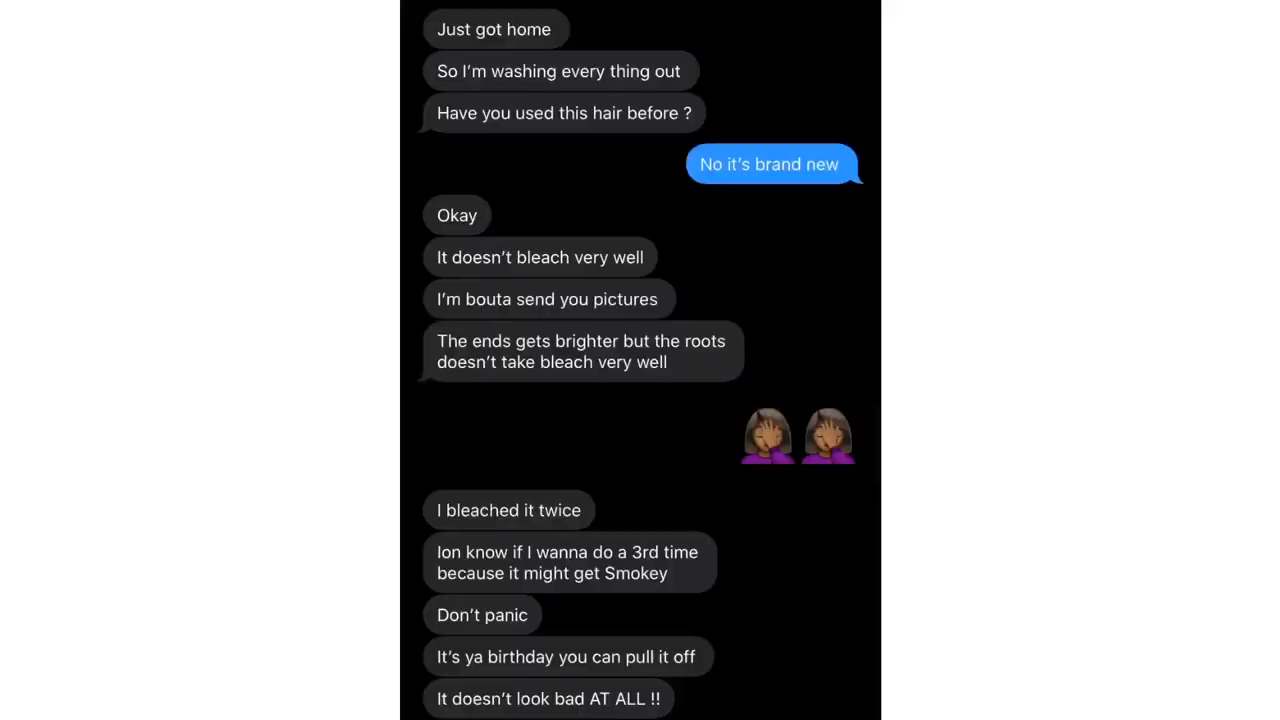 Just got home
So I'm washing every thing out
Have you used this hair before ?
No it's brand new
Okay
It doesn't bleach very well
I'm bouta send you pictures
The ends gets brighter but the roots
doesn't take bleach very well
🤦🏾‍♀️🤦🏾‍♀️
I bleached it twice
Ion know if I wanna do a 3rd time
because it might get Smokey
Don't panic
It's ya birthday you can pull it off
It doesn't look bad AT ALL !!